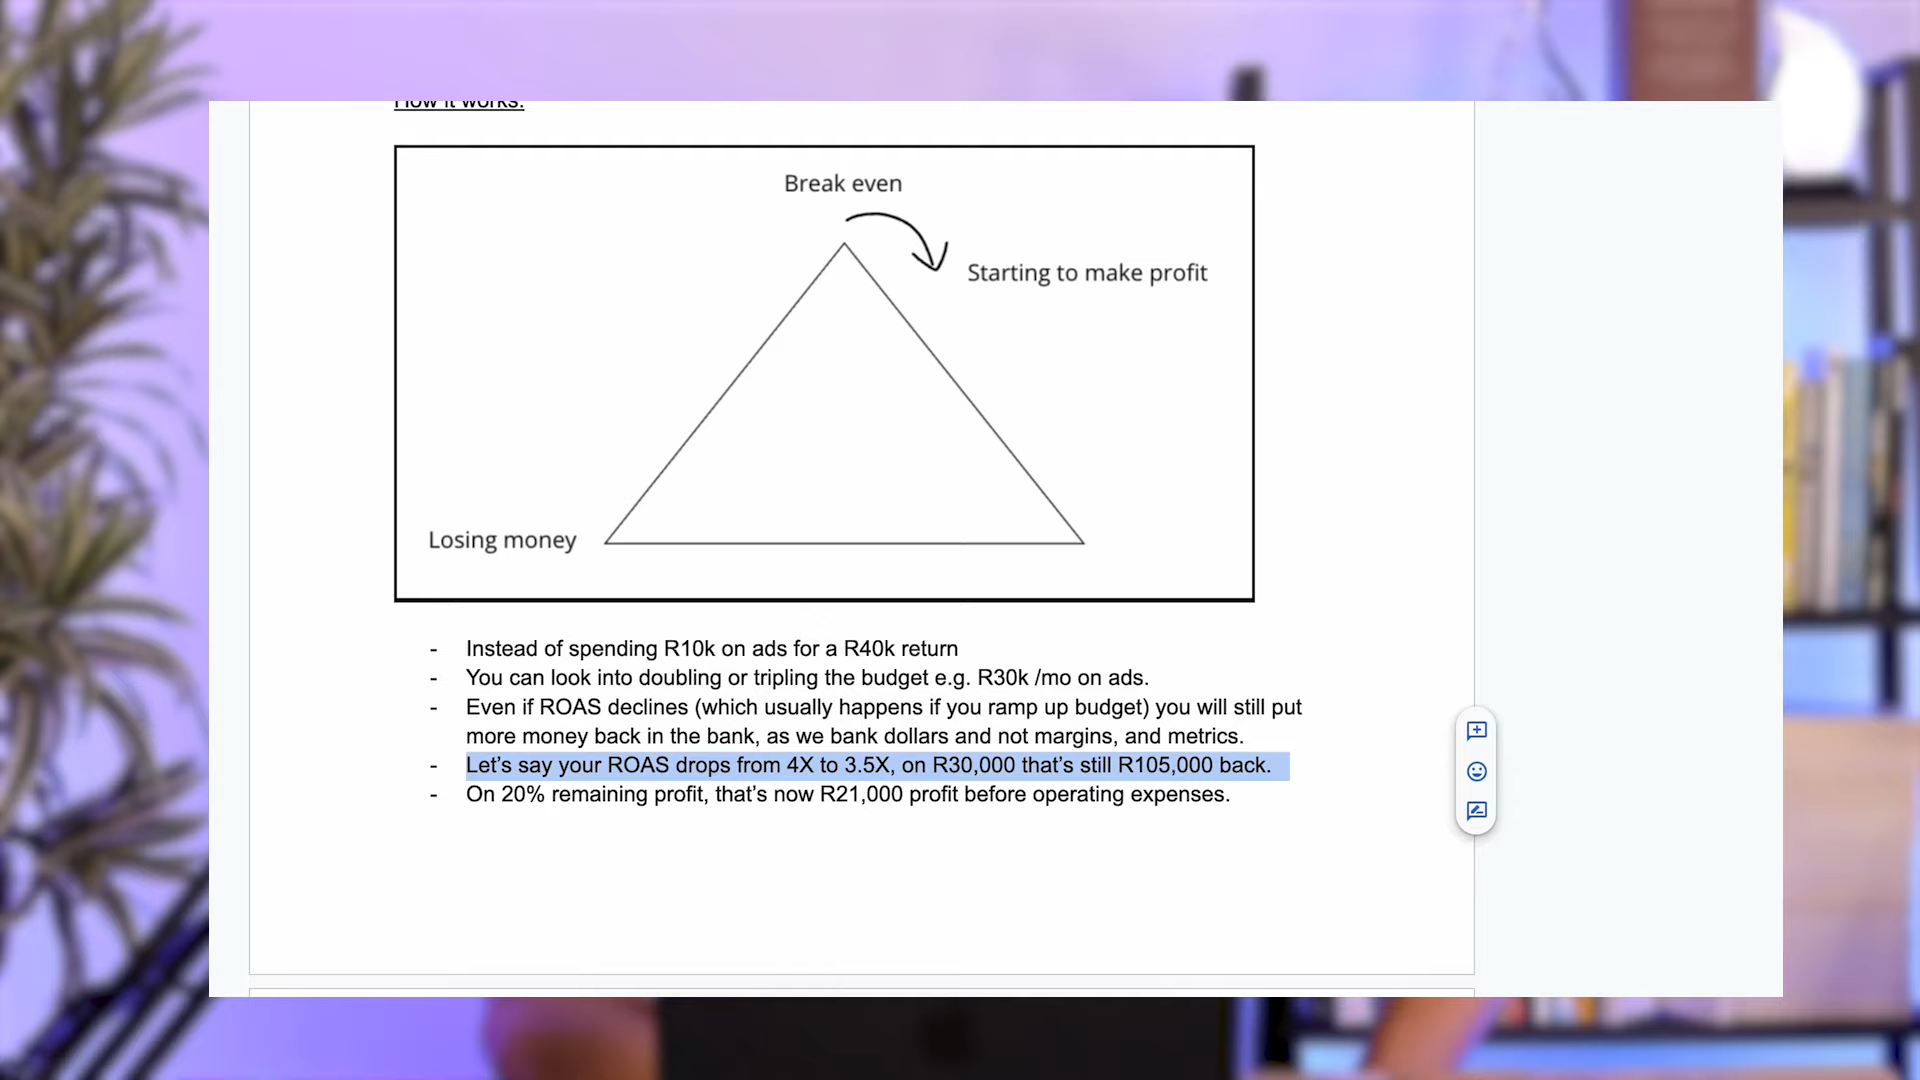 How it works:
Break even
Starting to make profit
Losing money
- Instead of spending R10k on ads for a R40k return
- You can look into doubling or tripling the budget e.g. R30k /mo on ads.
- Even if ROAS declines (which usually happens if you ramp up budget) you will still put
more money back in the bank, as we bank dollars and not margins, and metrics.
- Let’s say your ROAS drops from 4X to 3.5X, on R30,000 that’s still R105,000 back.
- On 20% remaining profit, that’s now R21,000 profit before operating expenses.